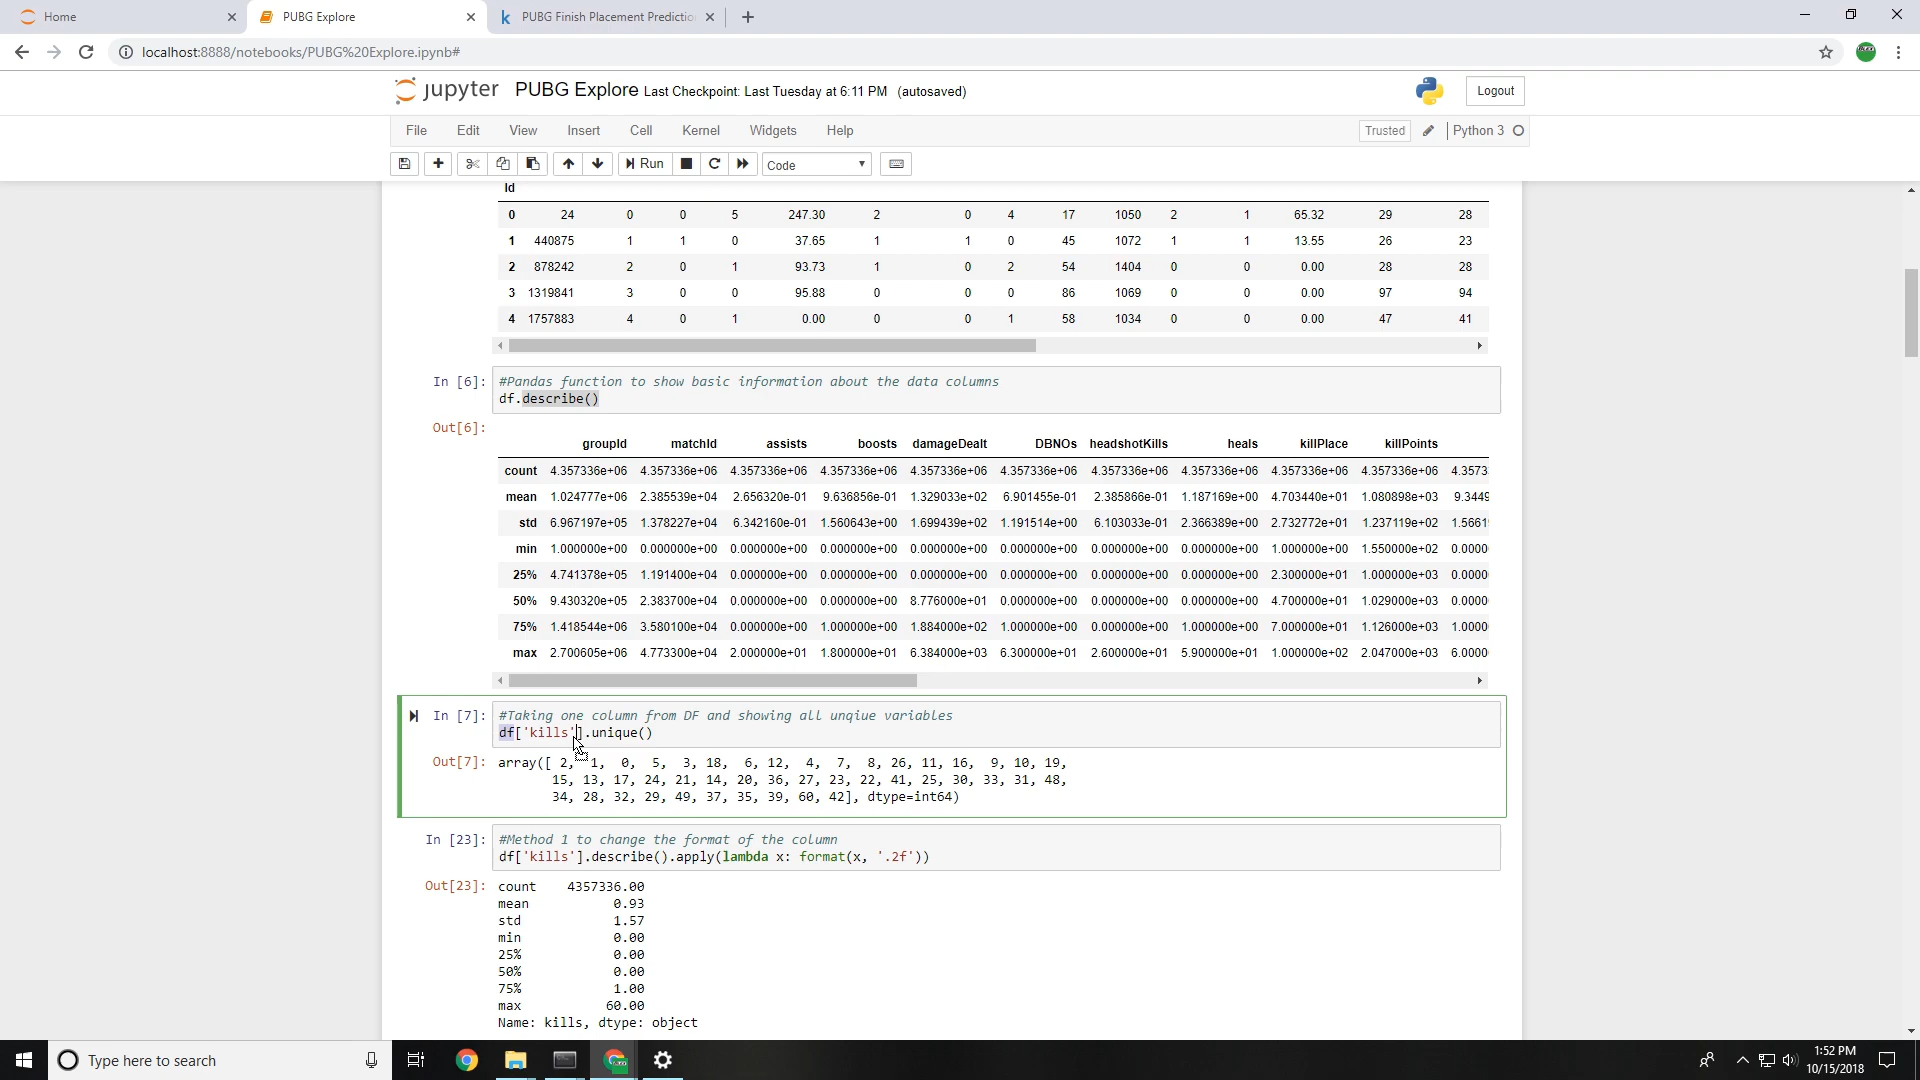 Home
PUBG Explore
PUBG Finish Placement Predictio
localhost:8888/notebooks/PUBG%20Explore.ipynb#
jupyter PUBG Explore Last Checkpoint: Last Tuesday at 6:11 PM (autosaved)
Logout
File Edit View Insert Cell Kernel Widgets Help
Trusted Python 3
Run Code
Id
0 24 0 0 5 247.30 2 0 4 17 1050 2 1 65.32 29 28
1 440875 1 1 0 37.65 1 1 0 45 1072 1 1 13.55 26 23
2 878242 2 0 1 93.73 1 0 2 54 1404 0 0 0.00 28 28
3 1319841 3 0 0 95.88 0 0 0 86 1069 0 0 0.00 97 94
4 1757883 4 0 1 0.00 0 0 1 58 1034 0 0 0.00 47 41
In [6]: #Pandas function to show basic information about the data columns
df.describe()
Out[6]:
groupId matchId assists boosts damageDealt DBNOs headshotKills heals killPlace killPoints
count 4.357336e+06 4.357336e+06 4.357336e+06 4.357336e+06 4.357336e+06 4.357336e+06 4.357336e+06 4.357336e+06 4.357336e+06 4.357336e+06 4.3573
mean 1.024777e+06 2.385539e+04 2.656320e-01 9.636856e-01 1.329033e+02 6.901455e-01 2.385866e-01 1.187169e+00 4.703440e+01 1.080898e+03 9.3449
std 6.967197e+05 1.378227e+04 6.342160e-01 1.560643e+00 1.699439e+02 1.191514e+00 6.103033e-01 2.366389e+00 2.732772e+01 1.237119e+02 1.5661
min 1.000000e+00 0.000000e+00 0.000000e+00 0.000000e+00 0.000000e+00 0.000000e+00 0.000000e+00 0.000000e+00 1.000000e+00 1.550000e+02 0.0000
25% 4.741378e+05 1.191400e+04 0.000000e+00 0.000000e+00 0.000000e+00 0.000000e+00 0.000000e+00 0.000000e+00 2.300000e+01 1.000000e+03 0.0000
50% 9.430320e+05 2.383700e+04 0.000000e+00 0.000000e+00 8.776000e+01 0.000000e+00 0.000000e+00 0.000000e+00 4.700000e+01 1.029000e+03 0.0000
75% 1.418544e+06 3.580100e+04 0.000000e+00 1.000000e+00 1.884000e+02 1.000000e+00 0.000000e+00 1.000000e+00 7.000000e+01 1.126000e+03 1.0000
max 2.700605e+06 4.773300e+04 2.000000e+01 1.800000e+01 6.384000e+03 6.300000e+01 2.600000e+01 5.900000e+01 1.000000e+02 2.047000e+03 6.0000
In [7]: #Taking one column from DF and showing all unqiue variables
df['kills'].unique()
Out[7]: array([ 2, 1, 0, 5, 3, 18, 6, 12, 4, 7, 8, 26, 11, 16, 9, 10, 19,
15, 13, 17, 24, 21, 14, 20, 36, 27, 23, 22, 41, 25, 30, 33, 31, 48,
34, 28, 32, 29, 49, 37, 35, 39, 60, 42], dtype=int64)
In [23]: #Method 1 to change the format of the column
df['kills'].describe().apply(lambda x: format(x, '.2f'))
Out[23]: count 4357336.00
mean 0.93
std 1.57
min 0.00
25% 0.00
50% 0.00
75% 1.00
max 60.00
Name: kills, dtype: object
Type here to search
1:52 PM
10/15/2018